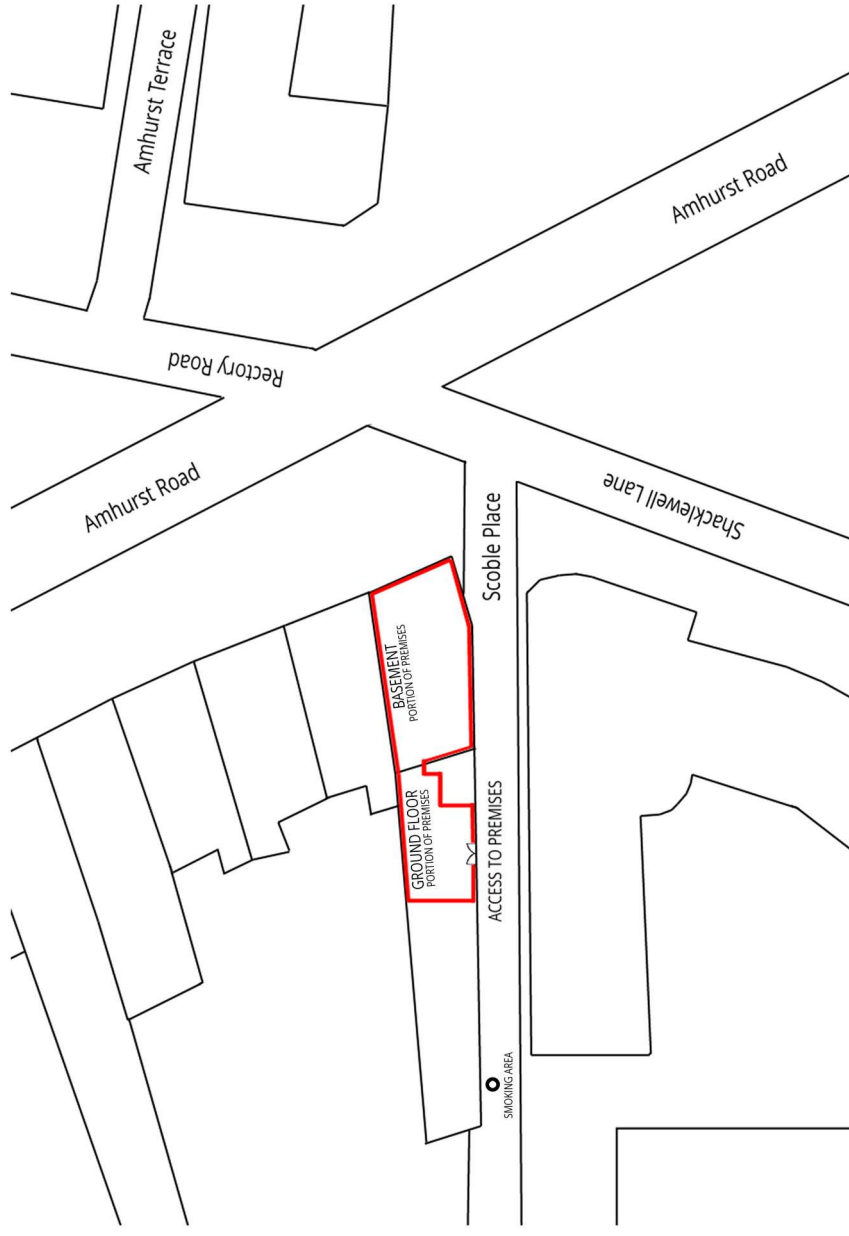 Amhurst Terrace
Amhurst Road
Rectory Road
Amhurst Road
Shacklewell Lane
Scoble Place
BASEMENT
PORTION OF PREMISES
GROUND FLOOR
PORTION OF PREMISES
ACCESS TO PREMISES
SMOKING AREA